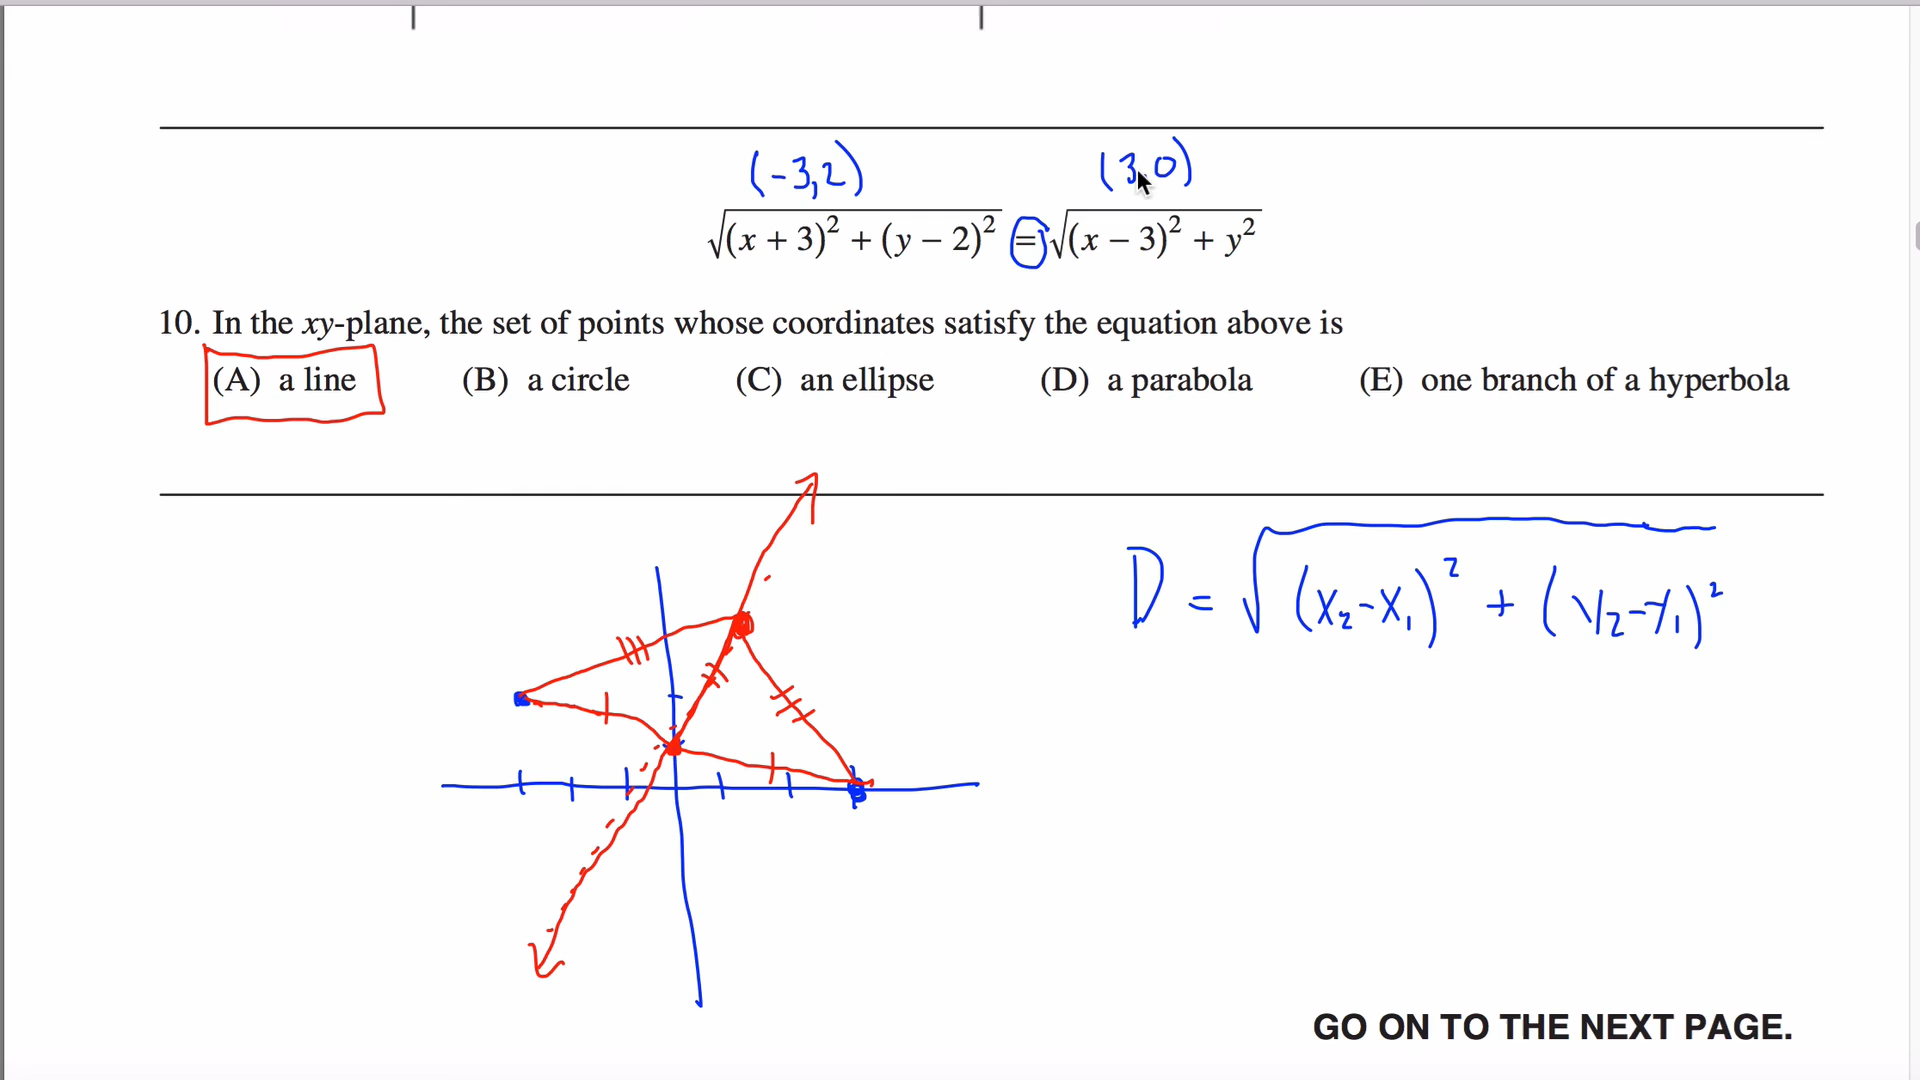 (-3,2) (3,0)
√(x + 3)² + (y − 2)² = √(x − 3)² + y²
10. In the xy-plane, the set of points whose coordinates satisfy the equation above is
(A) a line (B) a circle (C) an ellipse (D) a parabola (E) one branch of a hyperbola
D = √(x₂-x₁)² + (y₂-y₁)²
GO ON TO THE NEXT PAGE.